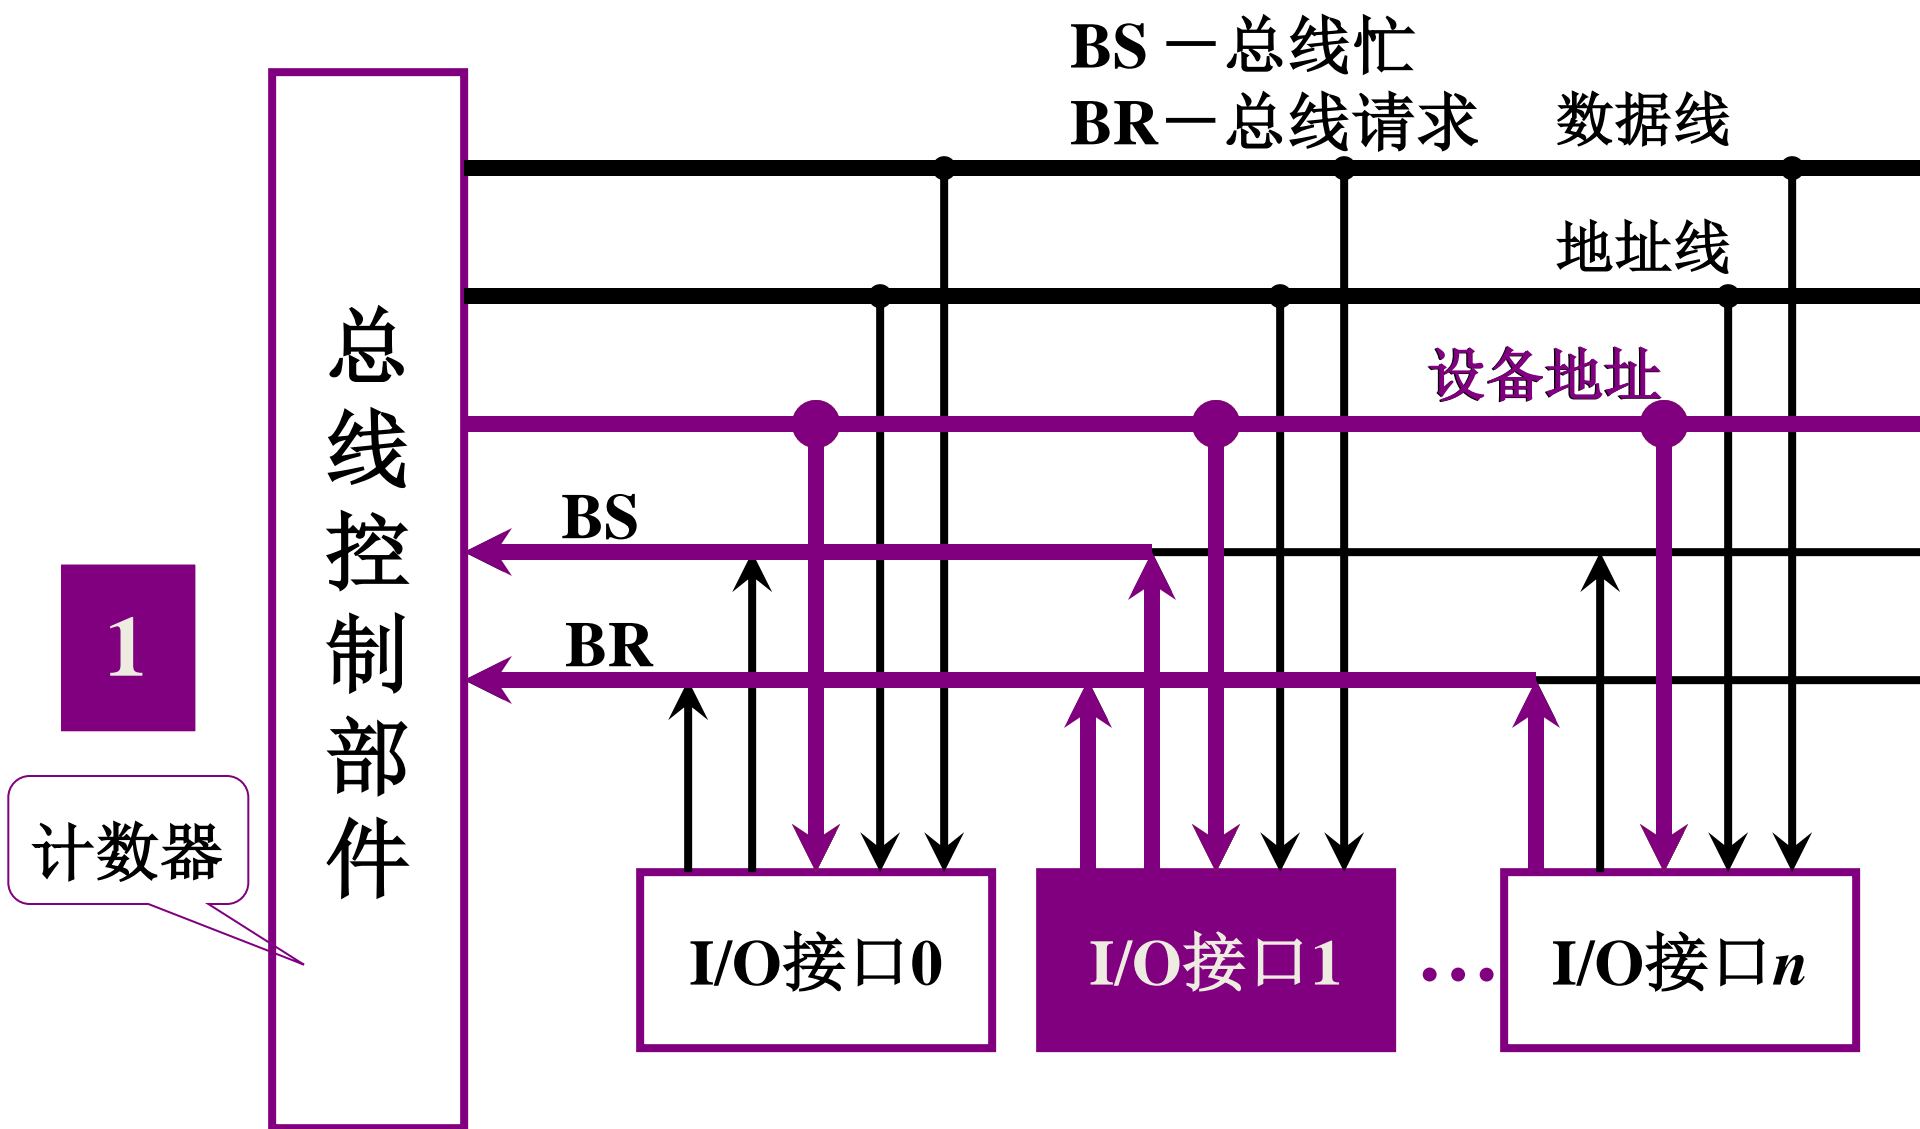 BS－总线忙
BR－总线请求
数据线
地址线
设备地址
BS
BR
总线控制部件
1
计数器
I/O接口0
I/O接口1
…
I/O接口n